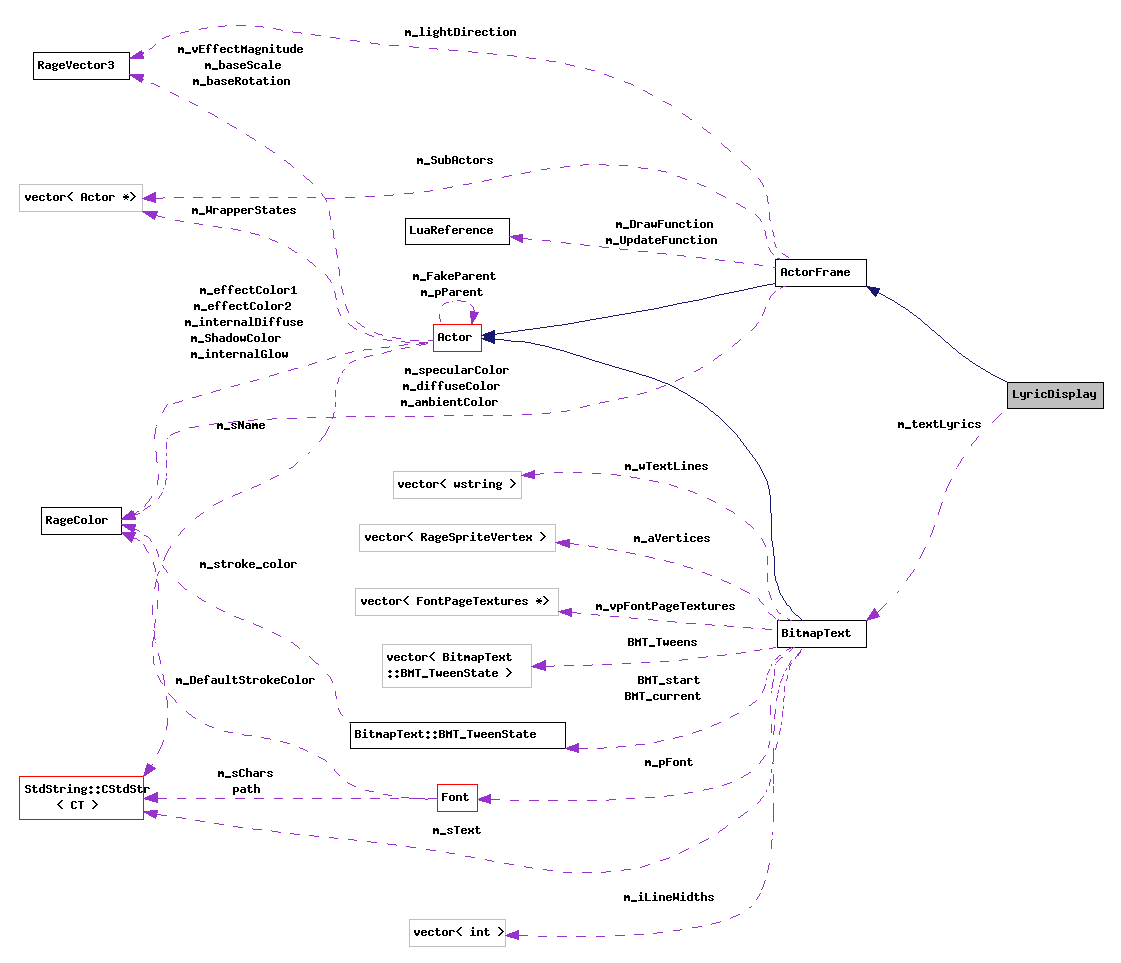 m_lightDirection
m_vEffectMagnitude
m_baseScale
m_baseRotation
RageVector3
m_SubActors
vector< Actor *>
m_WrapperStates
LuaReference
m_DrawFunction
m_UpdateFunction
ActorFrame
m_FakeParent
m_pParent
m_effectColor1
m_effectColor2
m_internalDiffuse
m_ShadowColor
m_internalGlow
Actor
m_specularColor
m_diffuseColor
m_ambientColor
LyricDisplay
m_sName
m_textLyrics
m_wTextLines
vector< wstring >
RageColor
vector< RageSpriteVertex >
m_aVertices
m_stroke_color
vector< FontPageTextures *>
m_vpFontPageTextures
BitmapText
BMT_Tweens
vector< BitmapText
::BMT_TweenState >
m_DefaultStrokeColor
BMT_start
BMT_current
BitmapText::BMT_TweenState
m_pFont
m_sChars
path
StdString::CStdStr
< CT >
Font
m_sText
m_iLineWidths
vector< int >